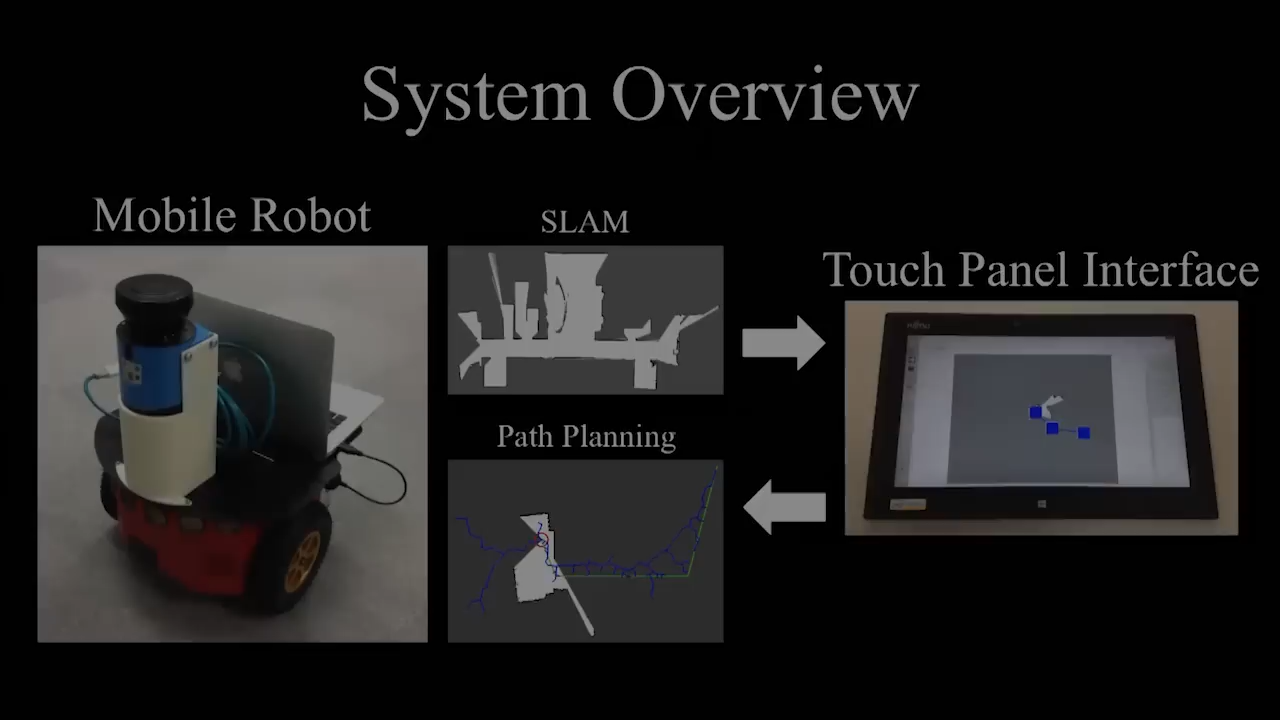 System Overview
Mobile Robot
SLAM
Touch Panel Interface
Path Planning